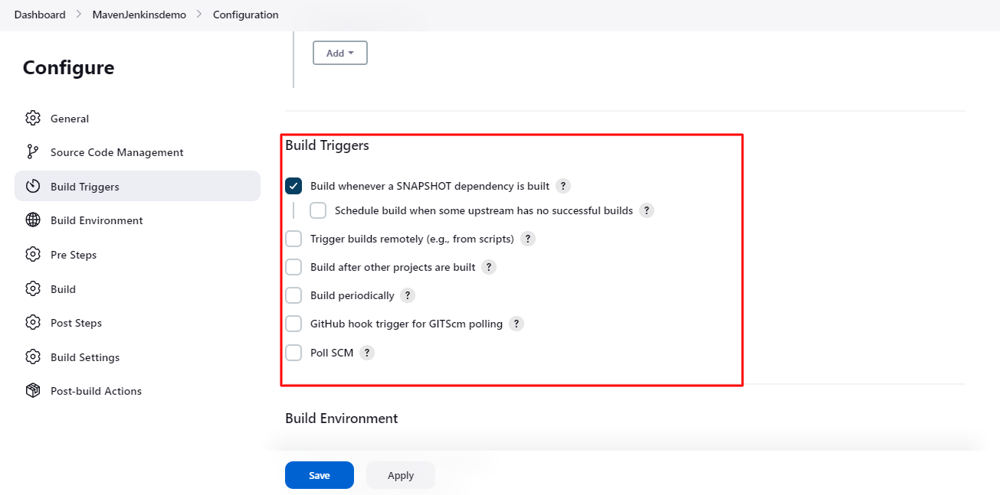 Dashboard > MavenJenkinsdemo > Configuration
Configure
General
Source Code Management
Build Triggers
Build Environment
Pre Steps
Build
Post Steps
Build Settings
Post-build Actions
Add
Build Triggers
Build whenever a SNAPSHOT dependency is built ?
Schedule build when some upstream has no successful builds ?
Trigger builds remotely (e.g., from scripts) ?
Build after other projects are built ?
Build periodically ?
GitHub hook trigger for GITScm polling ?
Poll SCM ?
Build Environment
Save Apply